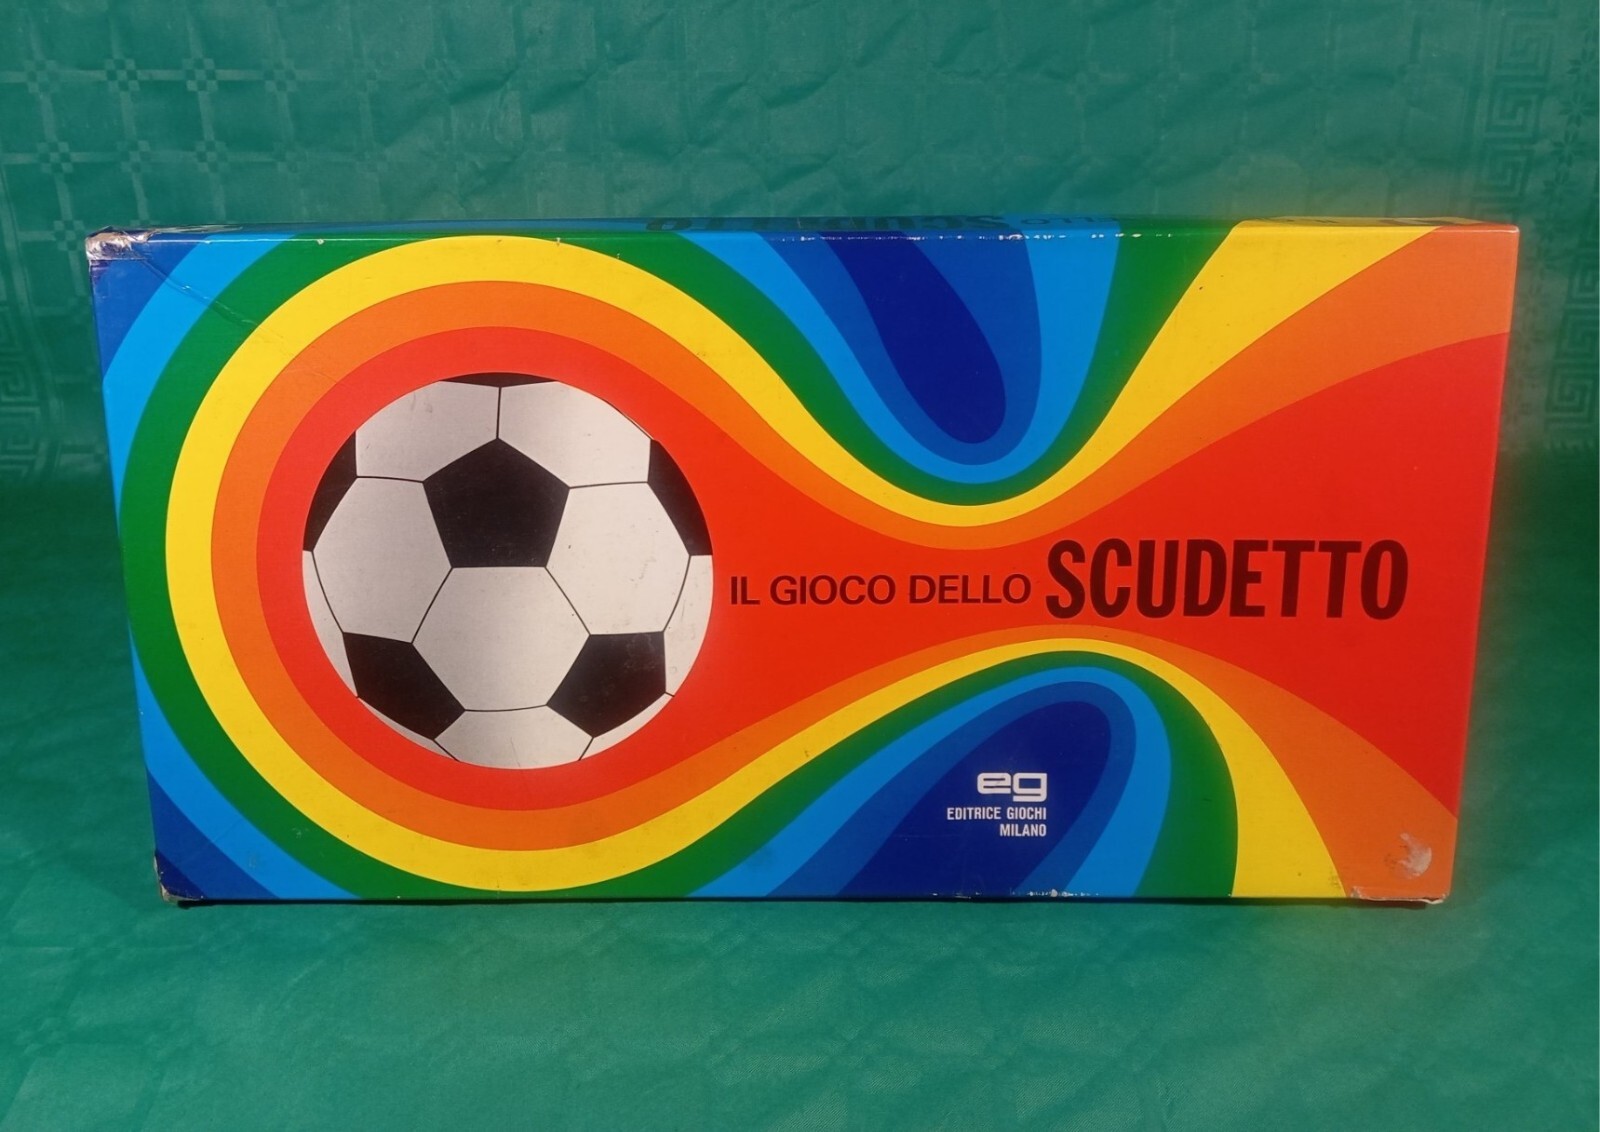 IL GIOCO DELLO SCUDETTO
eg
EDITRICE GIOCHI
MILANO